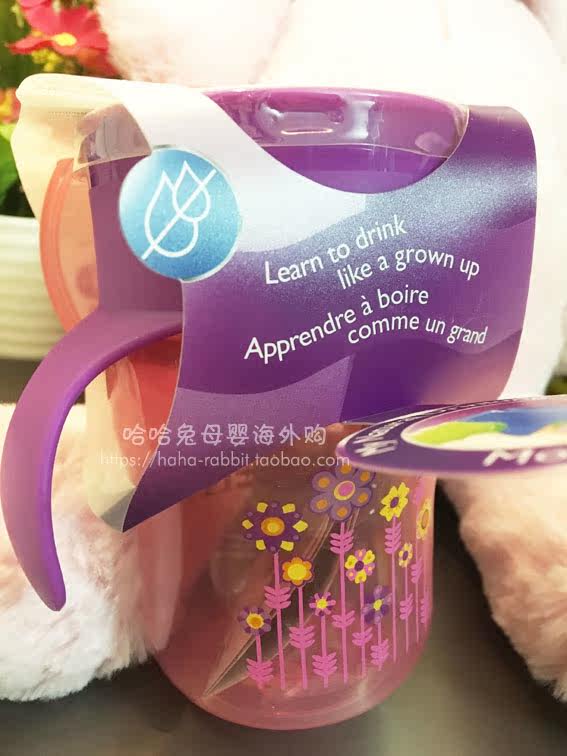 Learn to drink
like a grown up
Apprendre à boire
comme un grand
哈哈兔母婴海外购
https://haha-rabbit.taobao.com